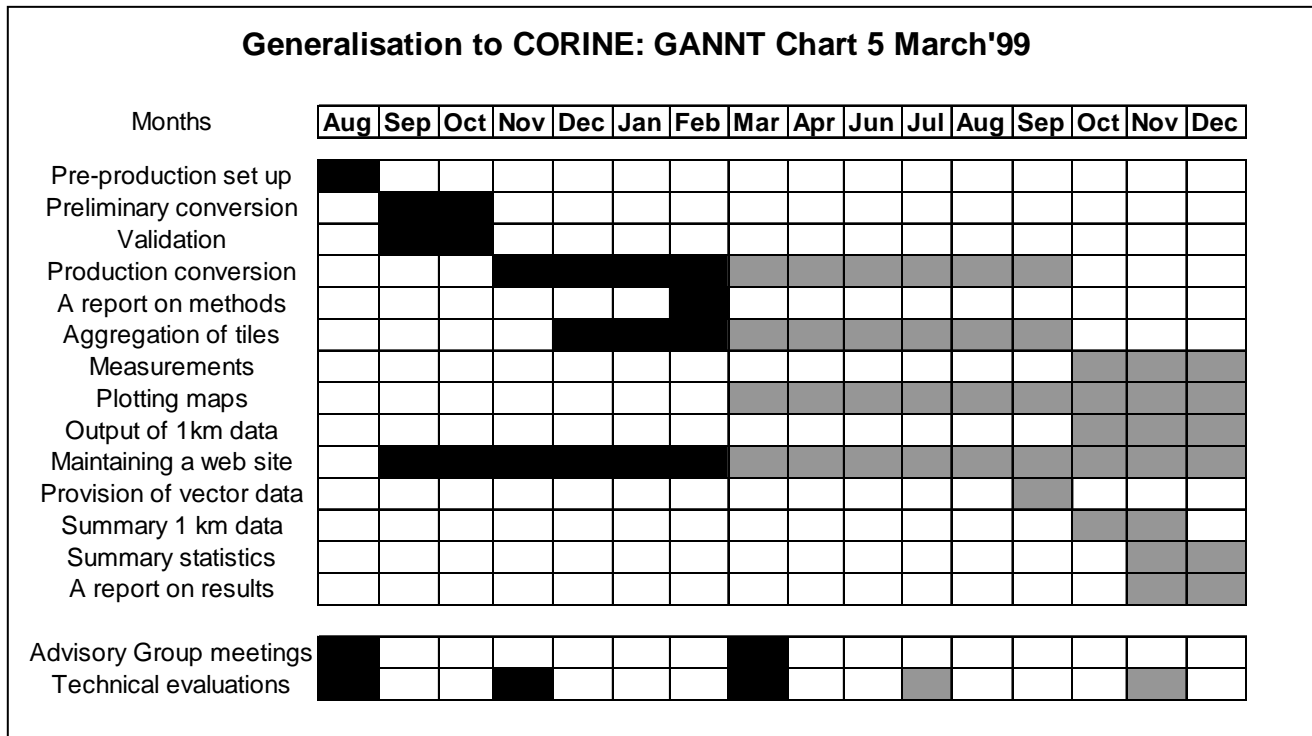 Generalisation to CORINE: GANNT Chart 5 March'99
Months Aug Sep Oct Nov Dec Jan Feb Mar Apr Jun Jul Aug Sep Oct Nov Dec
Pre-production set up
Preliminary conversion
Validation
Production conversion
A report on methods
Aggregation of tiles
Measurements
Plotting maps
Output of 1km data
Maintaining a web site
Provision of vector data
Summary 1 km data
Summary statistics
A report on results
Advisory Group meetings
Technical evaluations